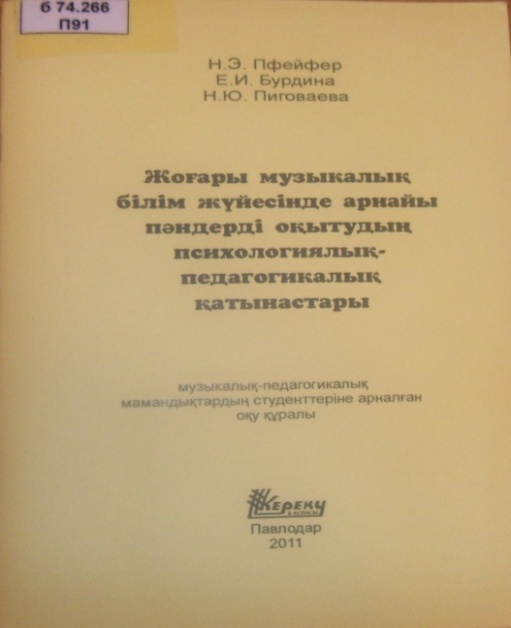 б 74.266
П91
Н.Э. Пфейфер
Е.И. Бурдина
Н.Ю. Пиговаева
Жоғары музыкалық
білім жүйесінде арнайы
пәндерді оқытудың
психологиялық-
педагогикалық
қатынастары
музыкалық-педагогикалық
мамандықтардың студенттеріне арналған
оқу құралы
Кереку
Павлодар
2011